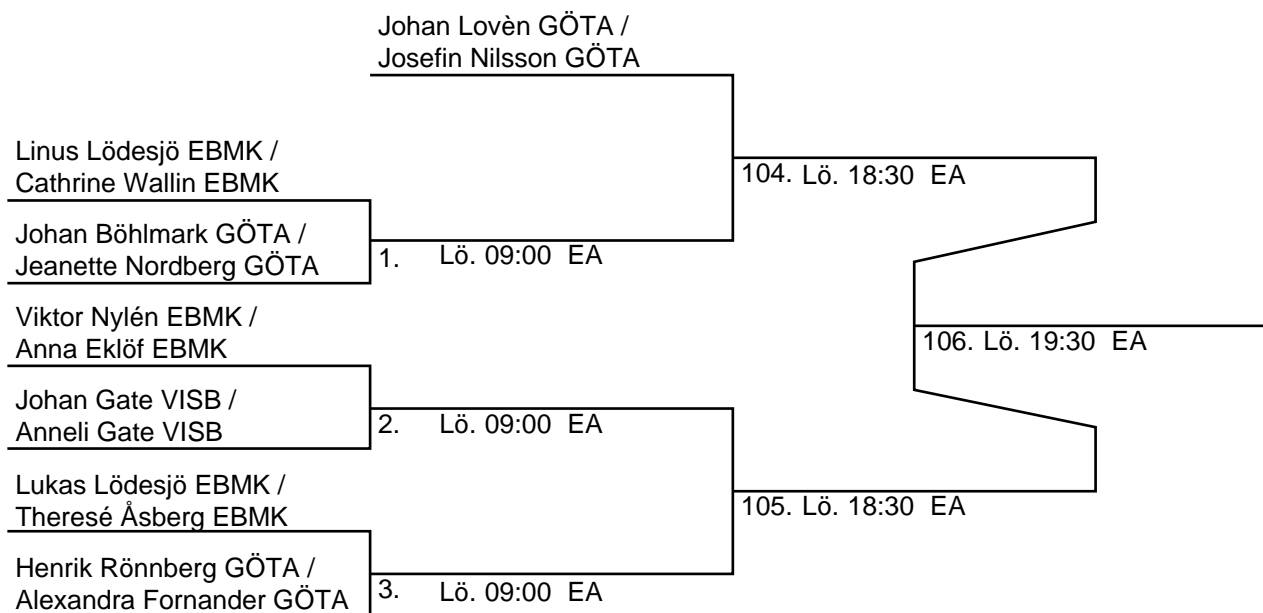 Johan Lovèn GÖTA /
Josefin Nilsson GÖTA
Linus Lödesjö EBMK /
Cathrine Wallin EBMK
104. Lö. 18:30 EA
Johan Böhlmark GÖTA /
Jeanette Nordberg GÖTA
1. Lö. 09:00 EA
Viktor Nylén EBMK /
Anna Eklöf EBMK
106. Lö. 19:30 EA
Johan Gate VISB /
Anneli Gate VISB
2. Lö. 09:00 EA
Lukas Lödesjö EBMK /
Theresé Åsberg EBMK
105. Lö. 18:30 EA
Henrik Rönnberg GÖTA /
Alexandra Fornander GÖTA
3. Lö. 09:00 EA